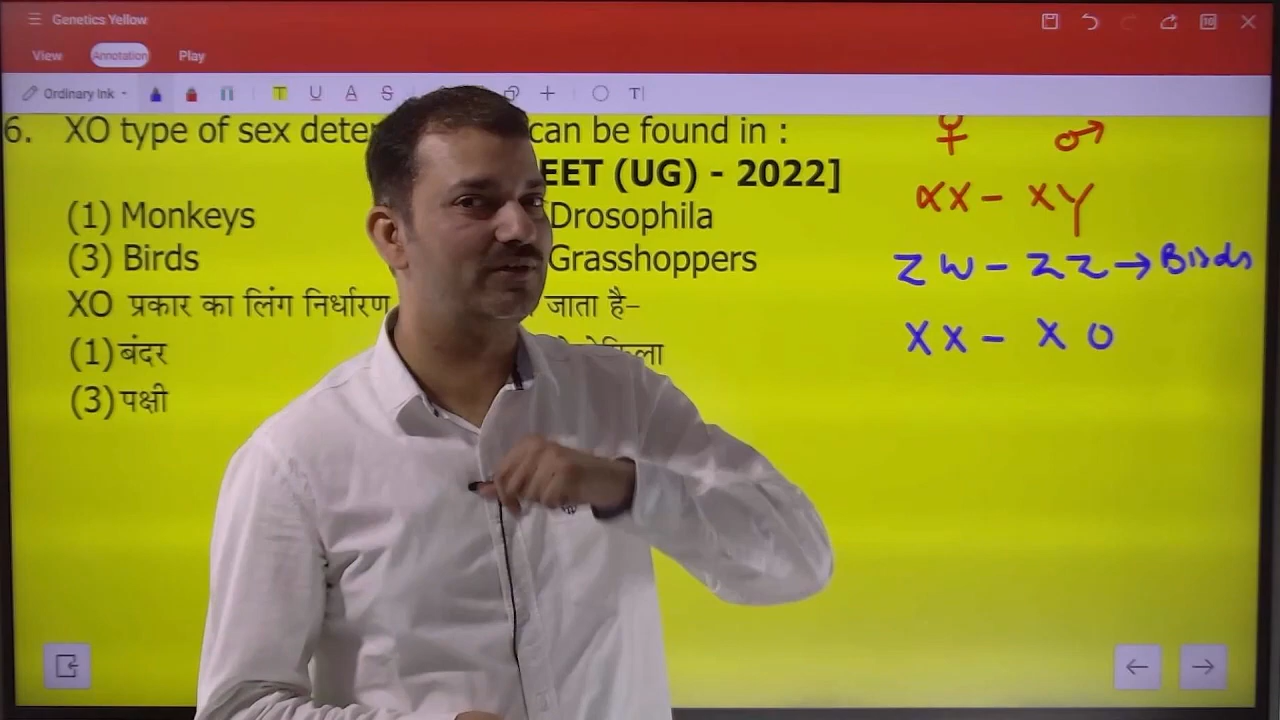 Genetics Yellow
View Annotation Play
Ordinary Ink T U A S T
6. XO type of sex can be found in :
(UG) - 2022]
(1) Monkeys Drosophila
(3) Birds Grasshoppers
XO प्रकार का लिंग निर्धारण जाता है–
(1) बंदर
(3) पक्षी
♀ ♂
XX – XY
ZW – ZZ → Birds
XX – XO